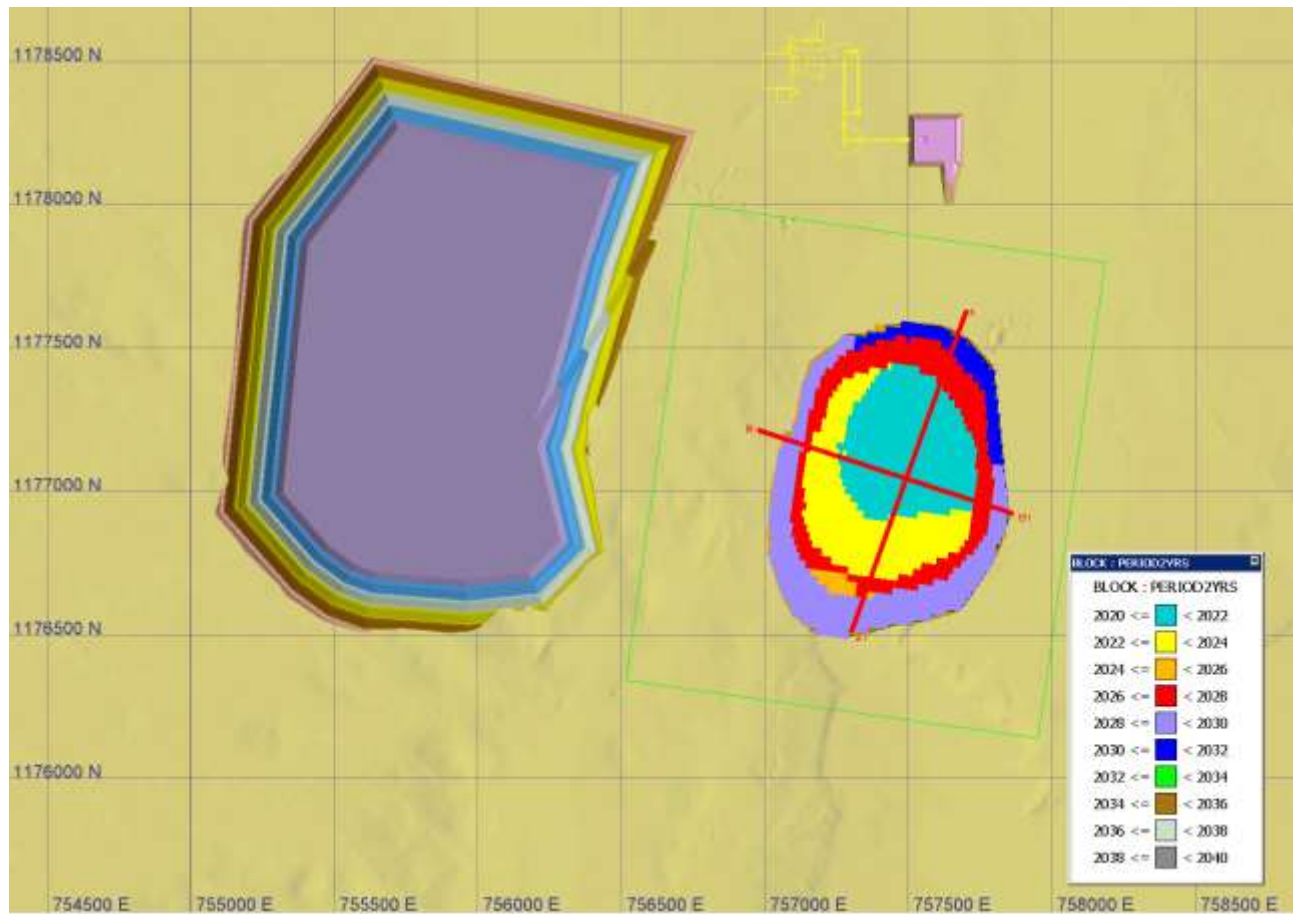 1178500 N
1178000 N
1177500 N
1177000 N
1176500 N
1176000 N
BLOCK : PERIOD2YRS
BLOCK : PERIOD2YRS
2020 <= < 2022
2022 <= < 2024
2024 <= < 2026
2026 <= < 2028
2028 <= < 2030
2030 <= < 2032
2032 <= < 2034
2034 <= < 2036
2036 <= < 2038
2038 <= < 2040
754500 E 755000 E 755500 E 756000 E 756500 E 757000 E 757500 E 758000 E 758500 E